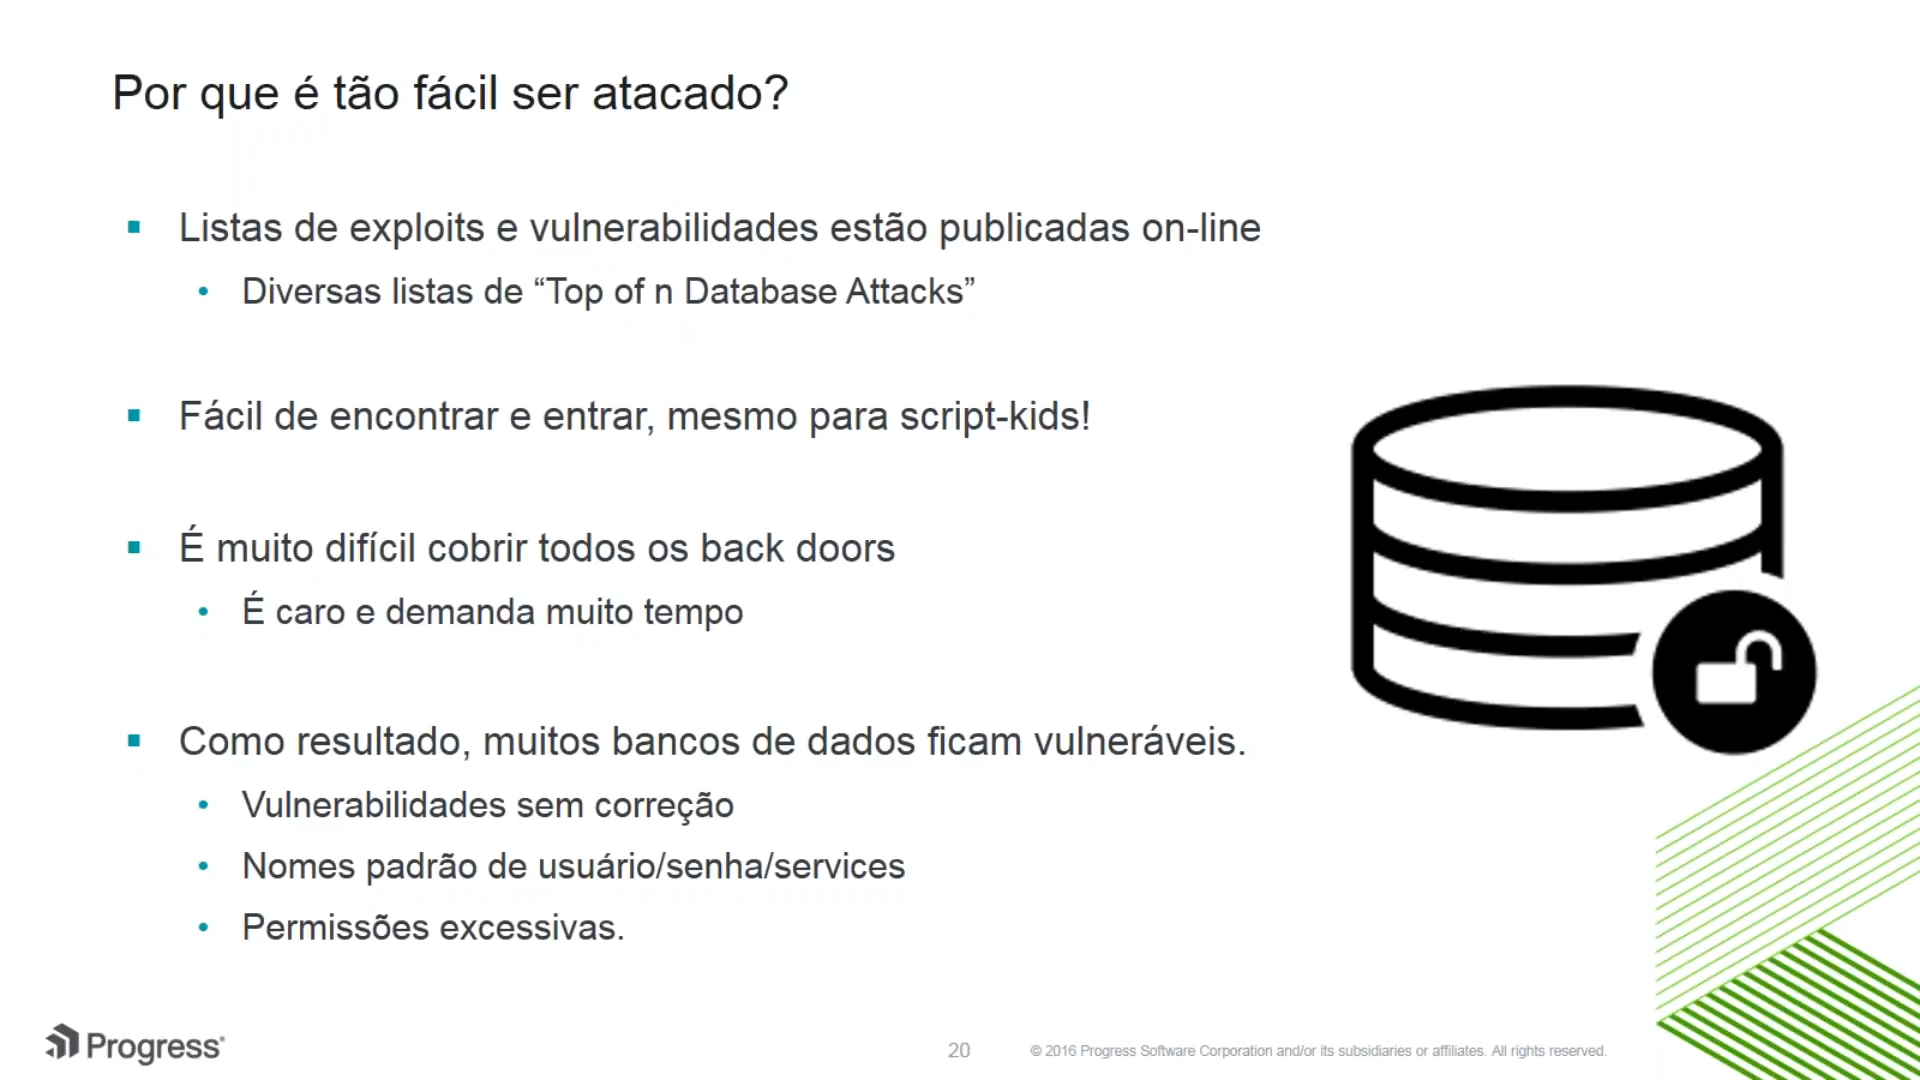 Por que é tão fácil ser atacado?
Listas de exploits e vulnerabilidades estão publicadas on-line
Diversas listas de “Top of n Database Attacks”
Fácil de encontrar e entrar, mesmo para script-kids!
É muito difícil cobrir todos os back doors
É caro e demanda muito tempo
Como resultado, muitos bancos de dados ficam vulneráveis.
Vulnerabilidades sem correção
Nomes padrão de usuário/senha/services
Permissões excessivas.
Progress
20
© 2016 Progress Software Corporation and/or its subsidiaries or affiliates. All rights reserved.